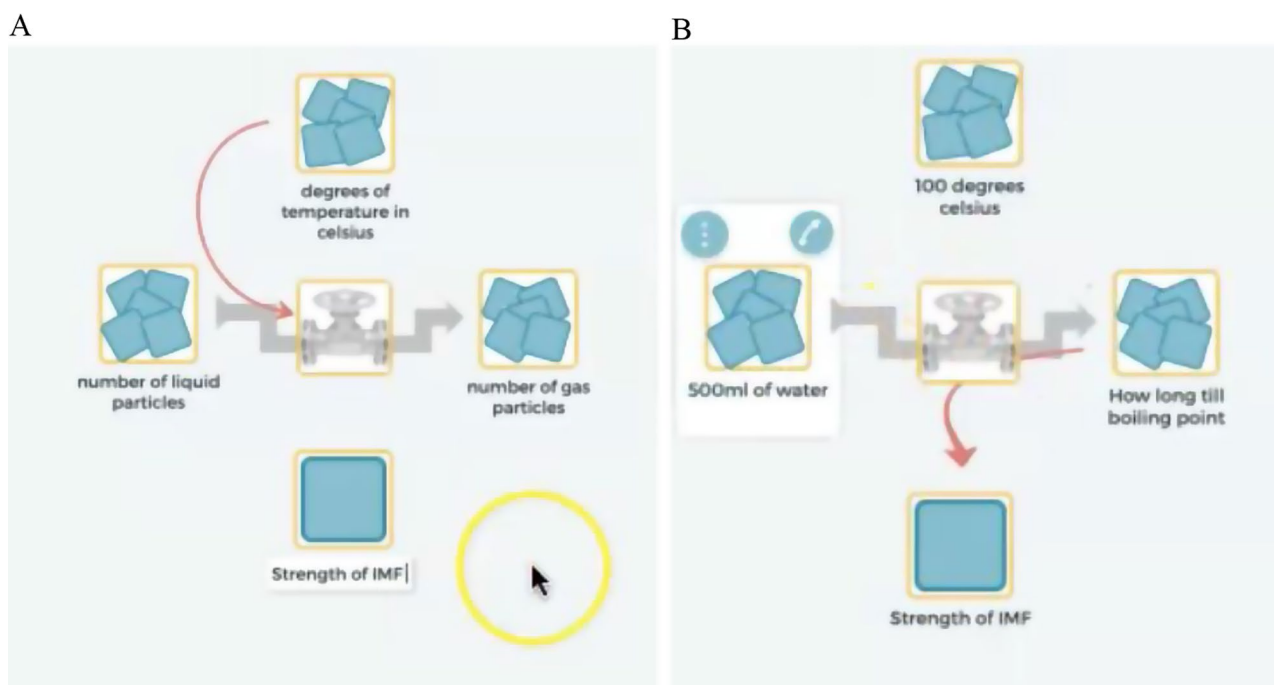 A
degrees of
temperature in
celsius
number of liquid
particles
number of gas
particles
Strength of IMF
B
100 degrees
celsius
500ml of water
How long till
boiling point
Strength of IMF